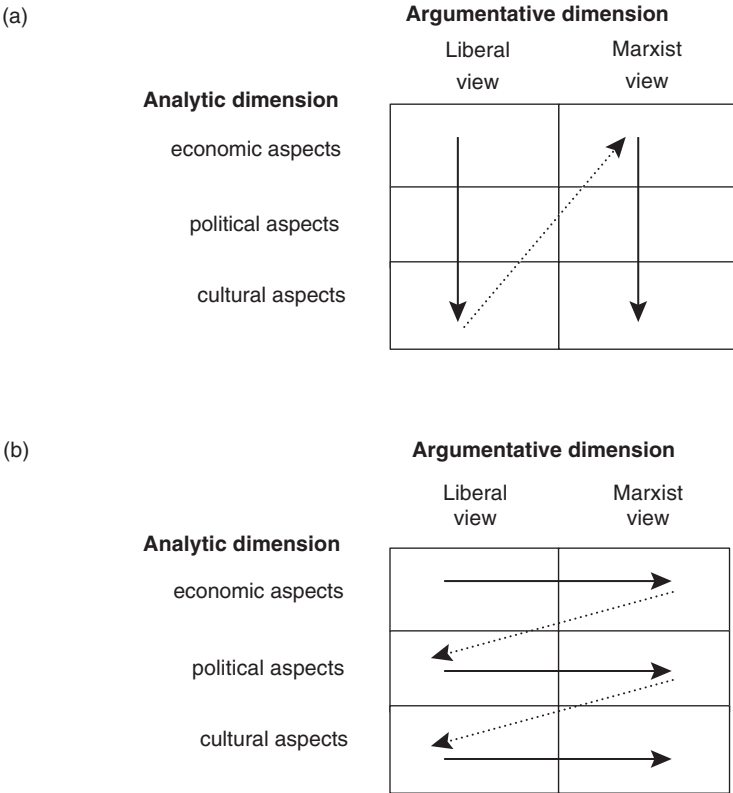 (a)
Argumentative dimension
Liberal view
Marxist view
Analytic dimension
economic aspects
political aspects
cultural aspects
(b)
Argumentative dimension
Liberal view
Marxist view
Analytic dimension
economic aspects
political aspects
cultural aspects